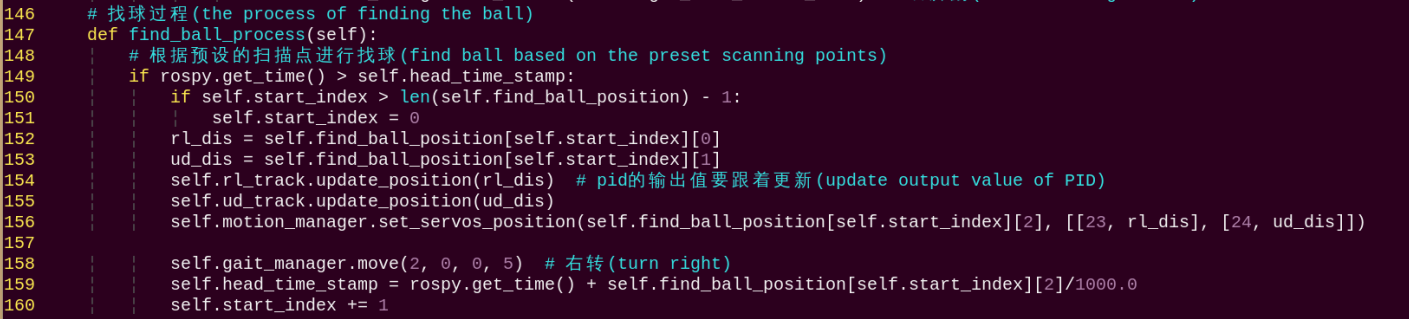 146     # 找球过程(the process of finding the ball)
147     def find_ball_process(self):
148         # 根据预设的扫描点进行找球(find ball based on the preset scanning points)
149         if rospy.get_time() > self.head_time_stamp:
150             if self.start_index > len(self.find_ball_position) - 1:
151                 self.start_index = 0
152             rl_dis = self.find_ball_position[self.start_index][0]
153             ud_dis = self.find_ball_position[self.start_index][1]
154             self.rl_track.update_position(rl_dis)  # pid的输出值要跟着更新(update output value of PID)
155             self.ud_track.update_position(ud_dis)
156             self.motion_manager.set_servos_position(self.find_ball_position[self.start_index][2], [[23, rl_dis], [24, ud_dis]])
157
158             self.gait_manager.move(2, 0, 0, 5)  # 右转(turn right)
159             self.head_time_stamp = rospy.get_time() + self.find_ball_position[self.start_index][2]/1000.0
160             self.start_index += 1